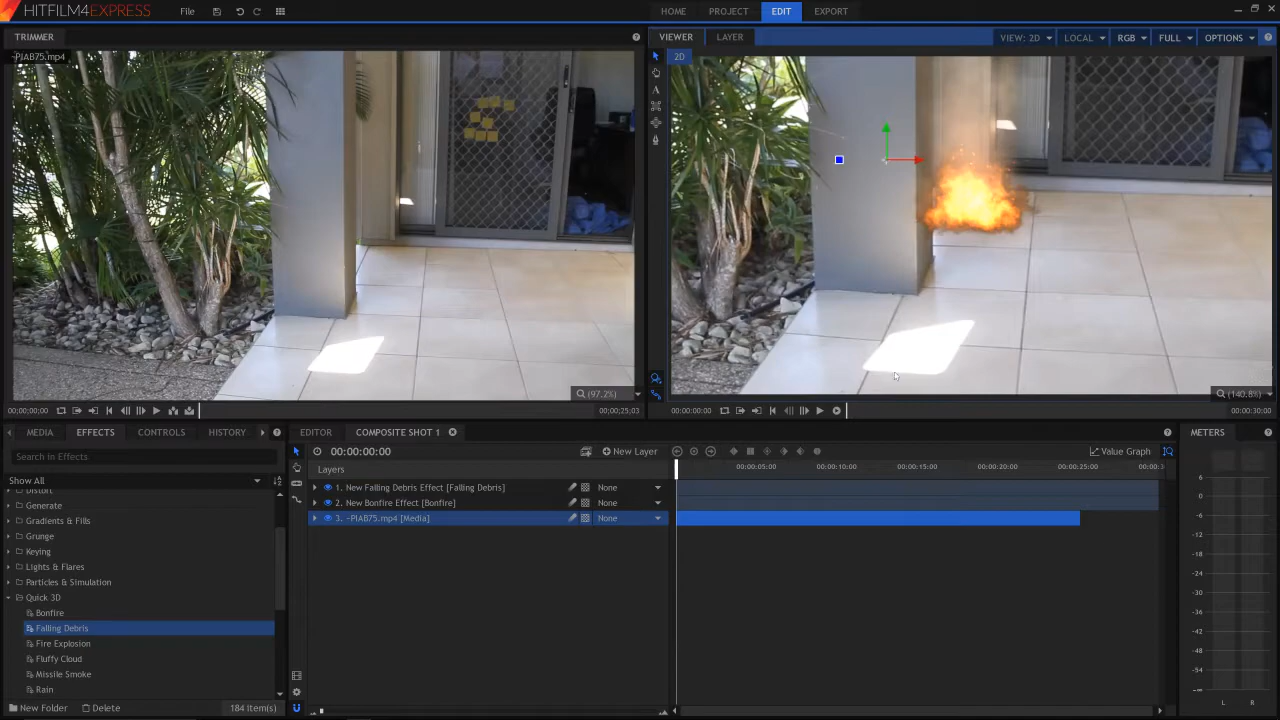 HITFILM4EXPRESS
File
HOME
PROJECT
EDIT
EXPORT
TRIMMER
VIEWER
LAYER
VIEW: 2D
LOCAL
RGB
FULL
OPTIONS
-PIAB75.mp4
2D
(97.2%)
(140.8%)
00;00;00;00
00;00;25;03
00:00:00:00
00:00:30:00
MEDIA
EFFECTS
CONTROLS
HISTORY
EDITOR
COMPOSITE SHOT 1
METERS
Search in Effects
00:00:00:00
New Layer
Value Graph
Show All
Layers
00:00:05:00
00:00:10:00
00:00:15:00
00:00:20:00
00:00:25:00
00:00:3
Distort
Generate
Gradients & Fills
Grunge
Keying
Lights & Flares
Particles & Simulation
Quick 3D
Bonfire
Falling Debris
Fire Explosion
Fluffy Cloud
Missile Smoke
Rain
1. New Falling Debris Effect [Falling Debris]
None
2. New Bonfire Effect [Bonfire]
None
3. -PIAB75.mp4 [Media]
None
6
0
-6
-12
-18
-24
-30
-36
-42
-48
-54
-∞
L
R
New Folder
Delete
184 item(s)